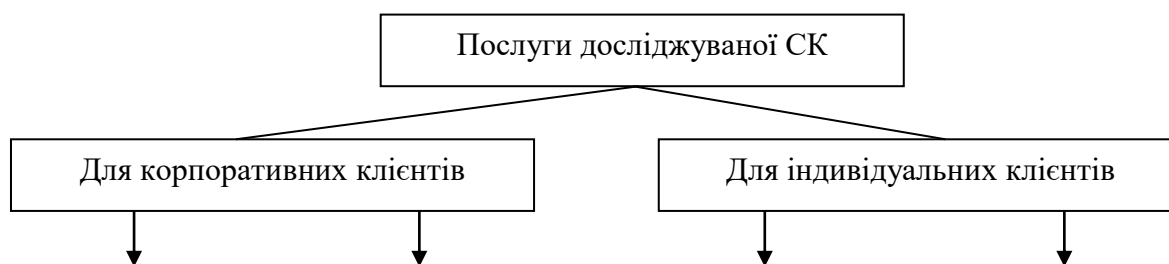 Послуги досліджуваної СК
Для корпоративних клієнтів
Для індивідуальних клієнтів